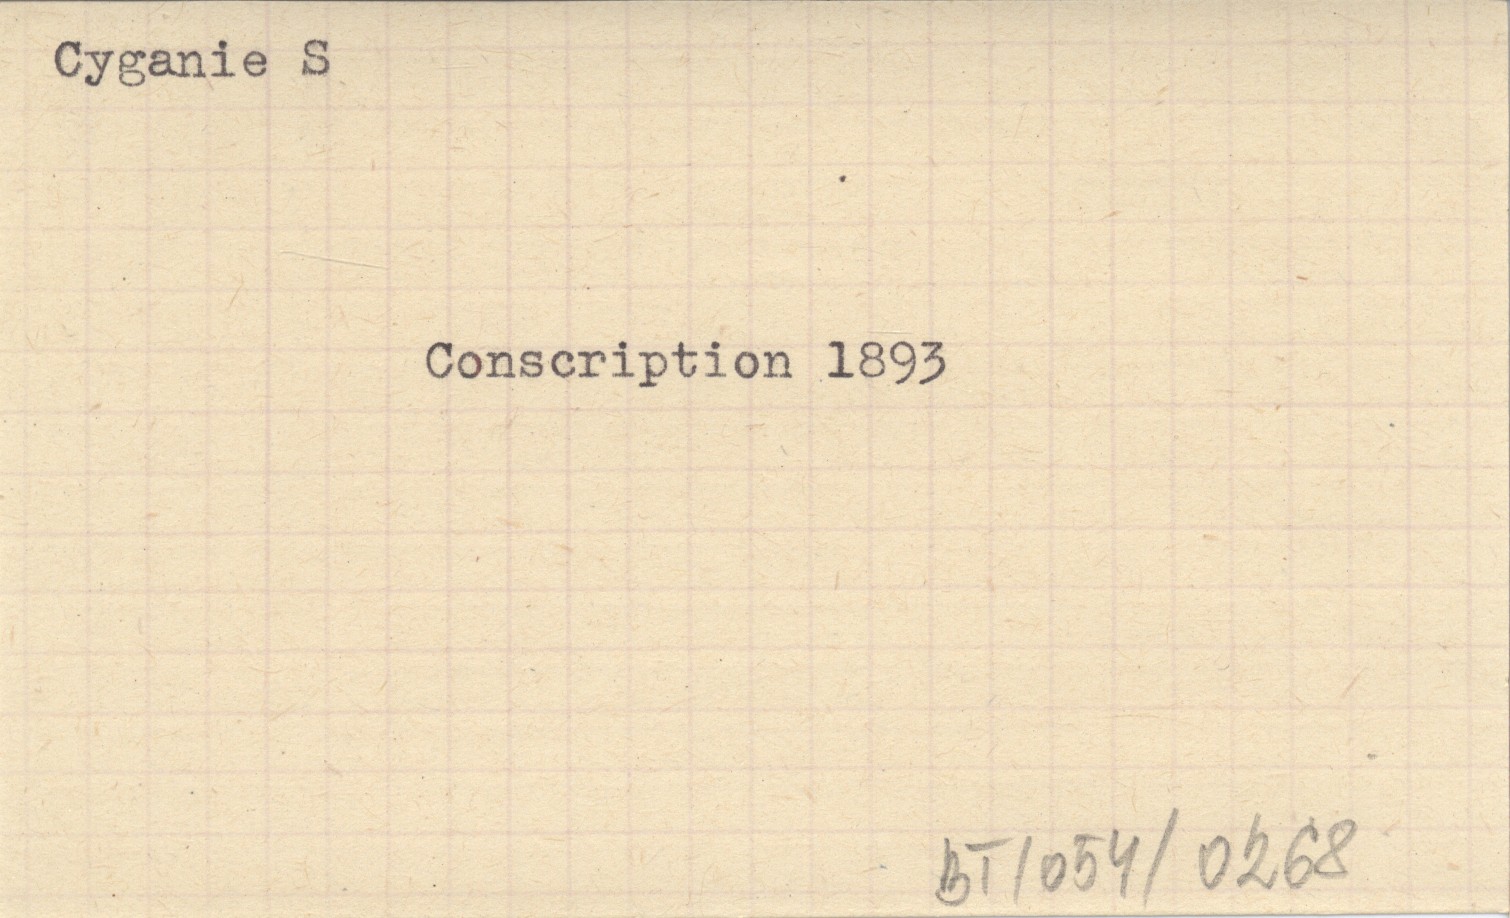 Cyganie S
Conscription 1893
BT/054/0268